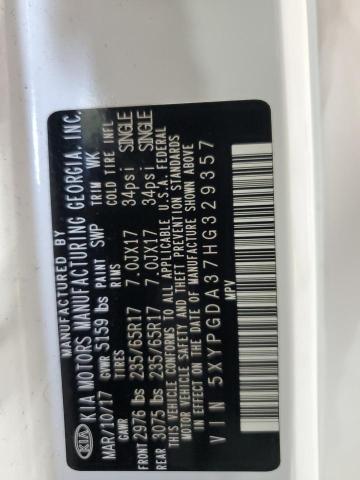 MANUFACTURED BY
KIA KIA MOTORS MANUFACTURING GEORGIA, INC.
MAR/10/17 GVWR 5159 lbs PAINT SWP TRIM WK
GAWR TIRES RMS COLD TIRE INFL
FRONT 2976 lbs 235/65R17 7.0JX17 34psi SINGLE
REAR 3075 lbs 235/65R17 7.0JX17 34psi SINGLE
THIS VEHICLE CONFORMS TO ALL APPLICABLE U.S.A. FEDERAL
MOTOR VEHICLE SAFETY AND THEFT PREVENTION STANDARDS
IN EFFECT ON THE DATE OF MANUFACTURE SHOWN ABOVE.
VIN 5XYPGDA37HG329357
MPV